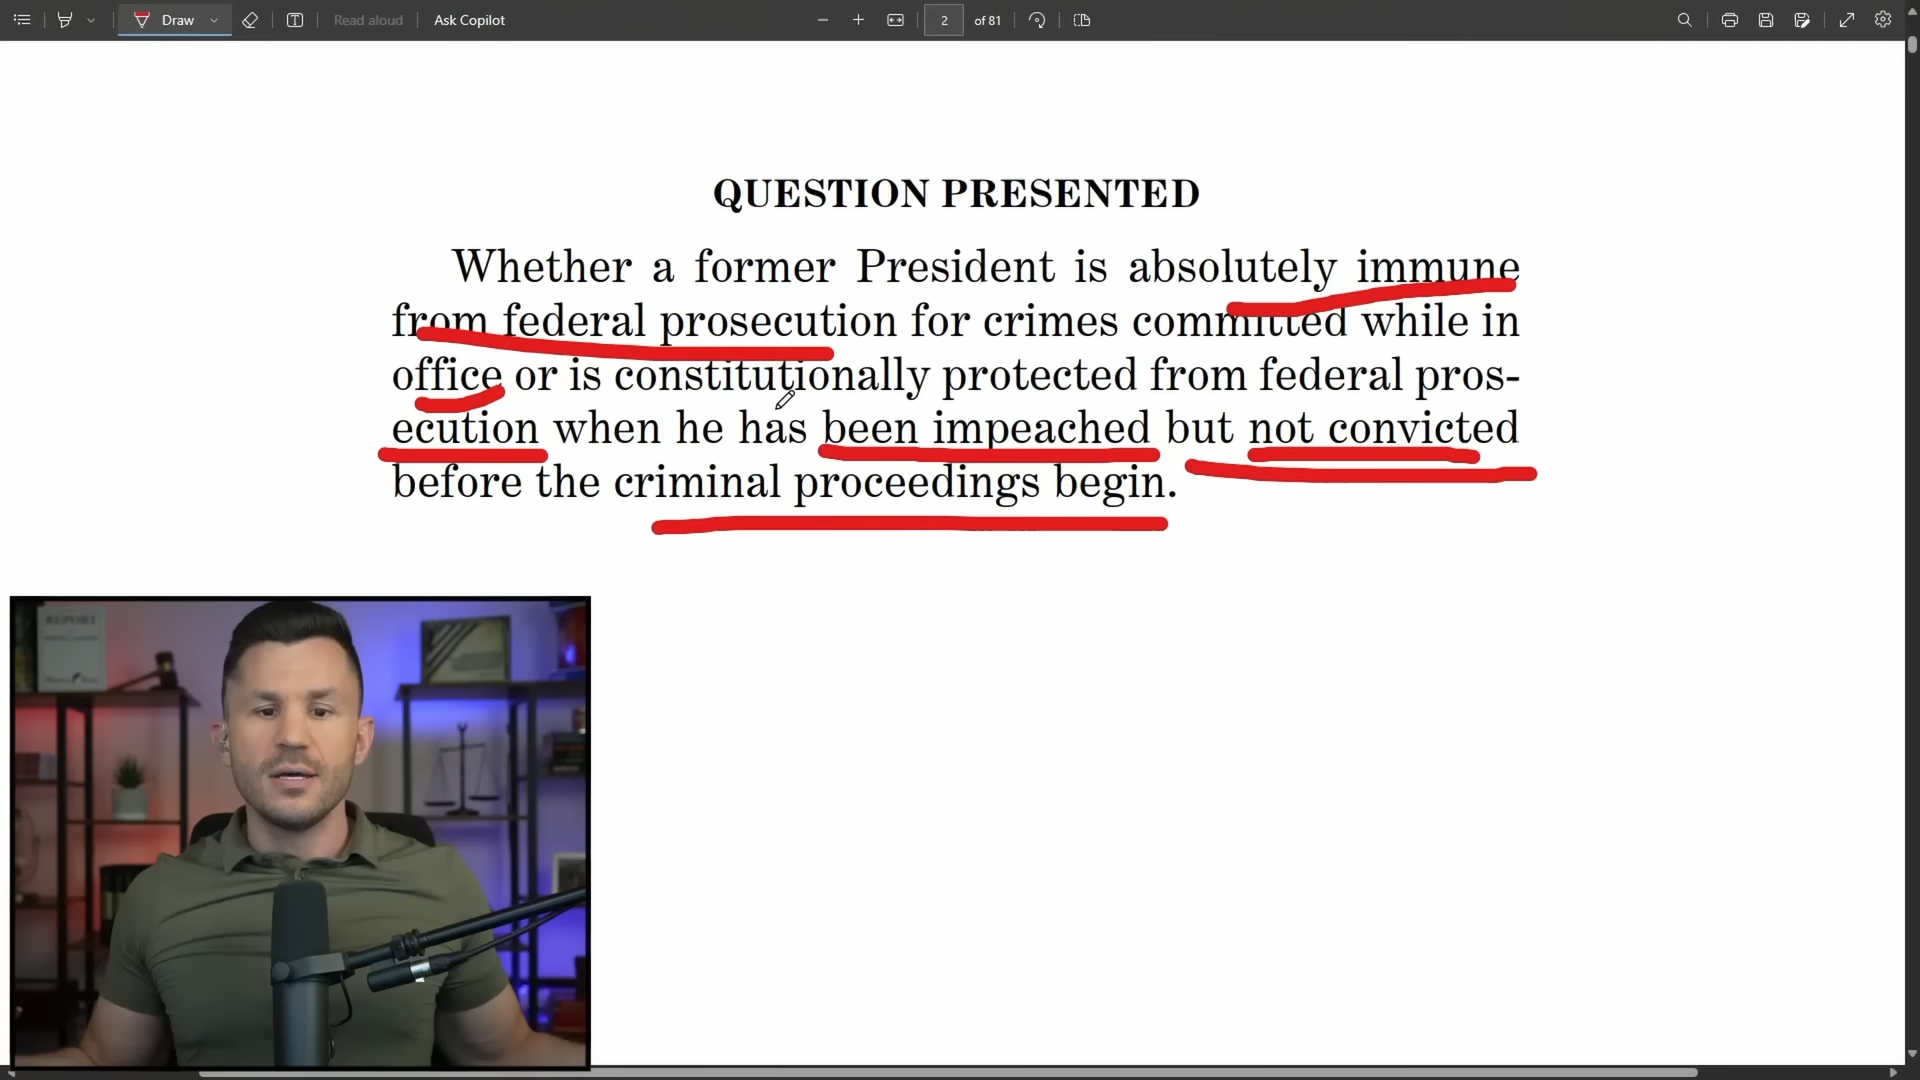 Draw
Read aloud
Ask Copilot
2
of 81
QUESTION PRESENTED
Whether a former President is absolutely immune
from federal prosecution for crimes committed while in
office or is constitutionally protected from federal pros-
ecution when he has been impeached but not convicted
before the criminal proceedings begin.
REPORT